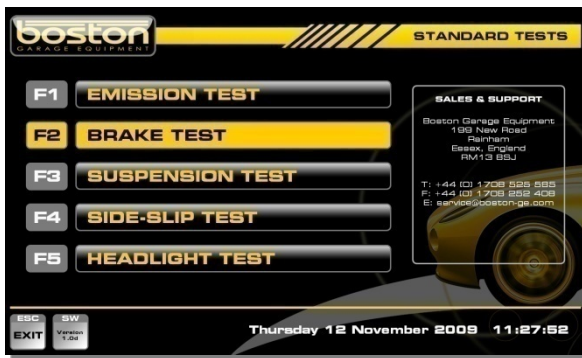 boston
GARAGE EQUIPMENT
STANDARD TESTS
F1 EMISSION TEST
F2 BRAKE TEST
F3 SUSPENSION TEST
F4 SIDE-SLIP TEST
F5 HEADLIGHT TEST
SALES & SUPPORT
Boston Garage Equipment
199 New Road
Rainham
Essex, England
RM13 8SJ
T: +44 (0) 1708 525 585
F: +44 (0) 1708 252 408
E: service@boston-ge.com
ESC
EXIT
SW
Version
1.0d
Thursday 12 November 2009 11:27:52